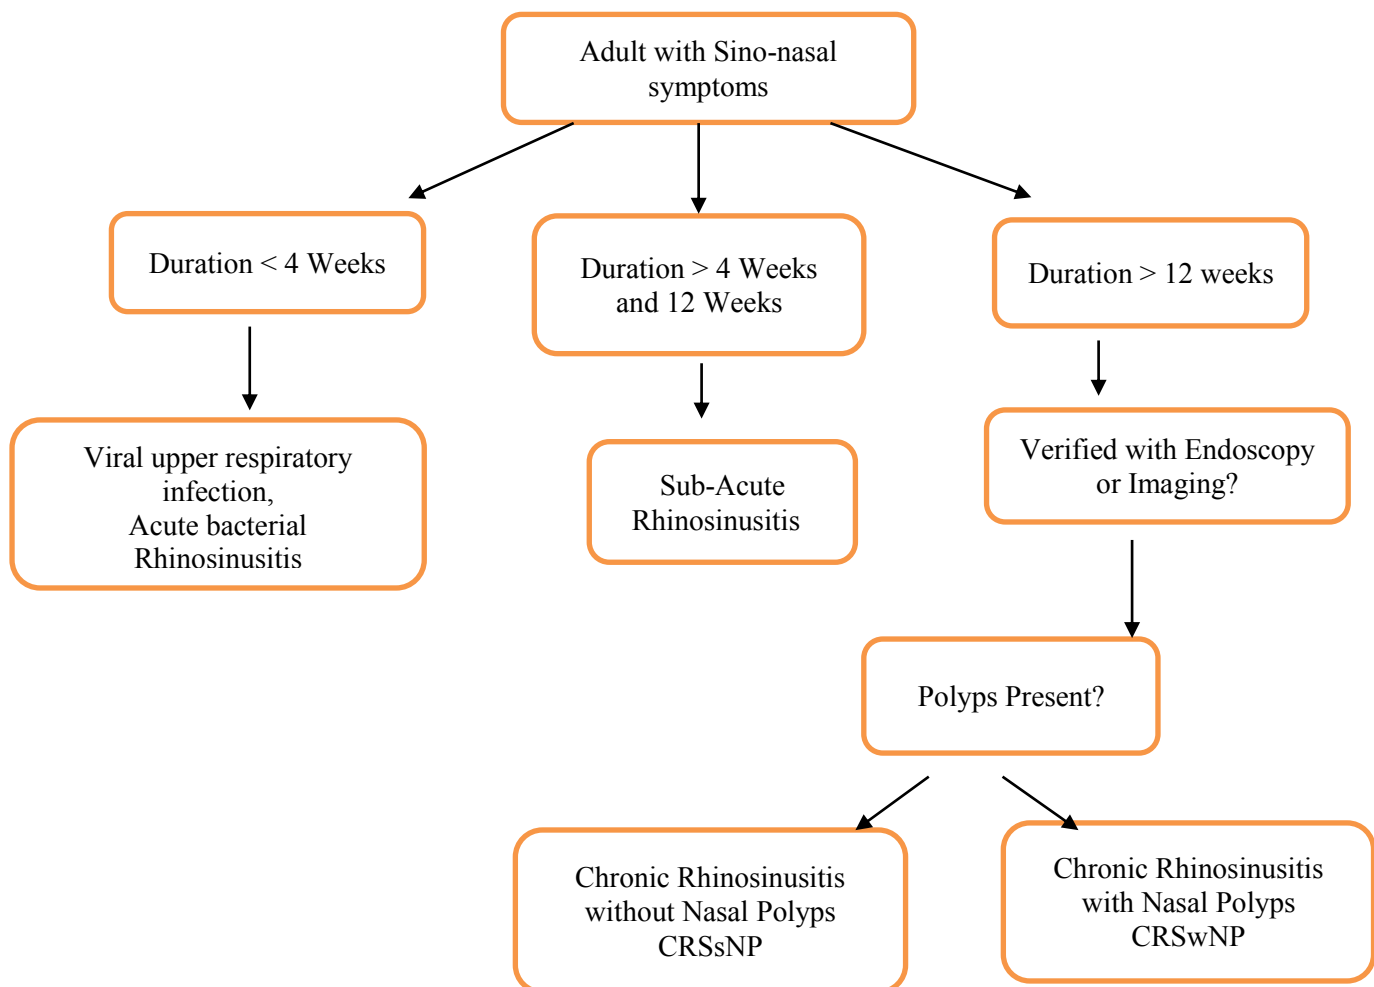 Adult with Sino-nasal
symptoms
Duration < 4 Weeks
Duration > 4 Weeks
and 12 Weeks
Duration > 12 weeks
Viral upper respiratory
infection,
Acute bacterial
Rhinosinusitis
Sub-Acute
Rhinosinusitis
Verified with Endoscopy
or Imaging?
Polyps Present?
Chronic Rhinosinusitis
without Nasal Polyps
CRSsNP
Chronic Rhinosinusitis
with Nasal Polyps
CRSwNP